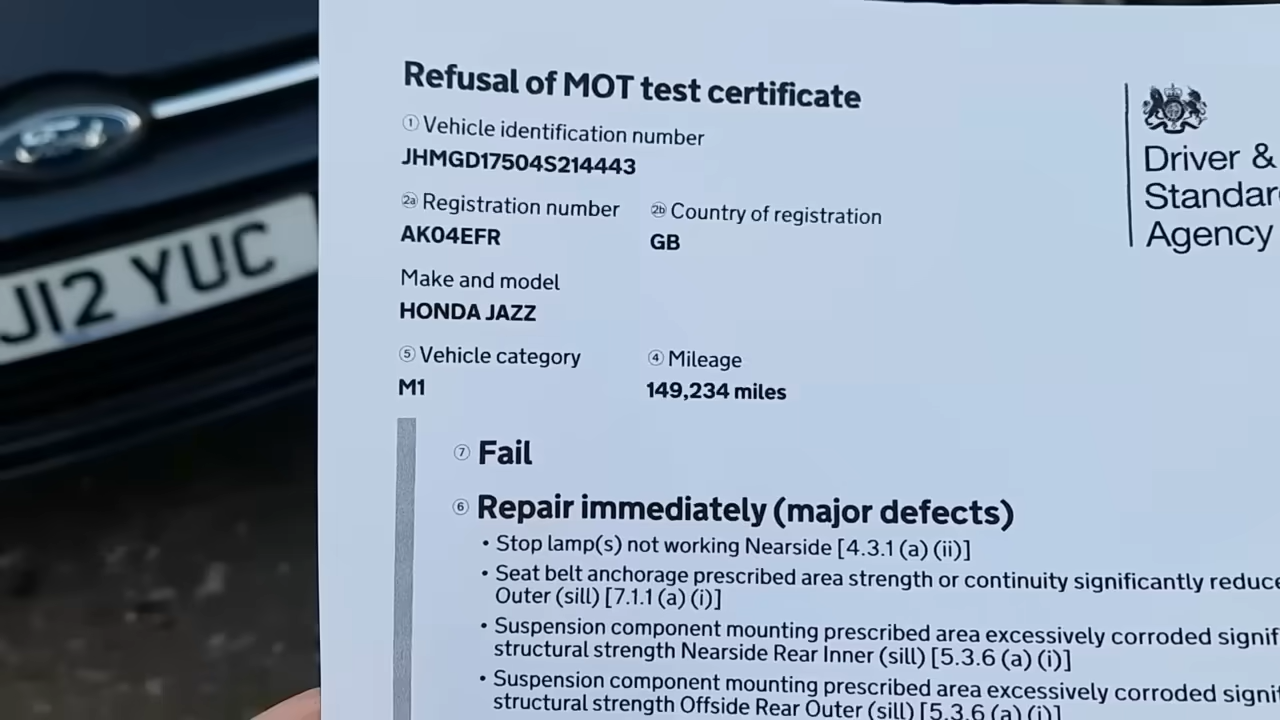 Refusal of MOT test certificate
① Vehicle identification number
JHMGD17504S214443
2a Registration number
AK04EFR
2b Country of registration
GB
Make and model
HONDA JAZZ
⑤ Vehicle category
M1
④ Mileage
149,234 miles
⑦ Fail
⑥ Repair immediately (major defects)
• Stop lamp(s) not working Nearside [4.3.1 (a) (ii)]
• Seat belt anchorage prescribed area strength or continuity significantly reduce
Outer (sill) [7.1.1 (a) (i)]
• Suspension component mounting prescribed area excessively corroded signif
structural strength Nearside Rear Inner (sill) [5.3.6 (a) (i)]
• Suspension component mounting prescribed area excessively corroded signi
structural strength Offside Rear Outer (sill) [5.3.6 (a) (i)]
Driver &
Standar
Agency
Ford
J12 YUC